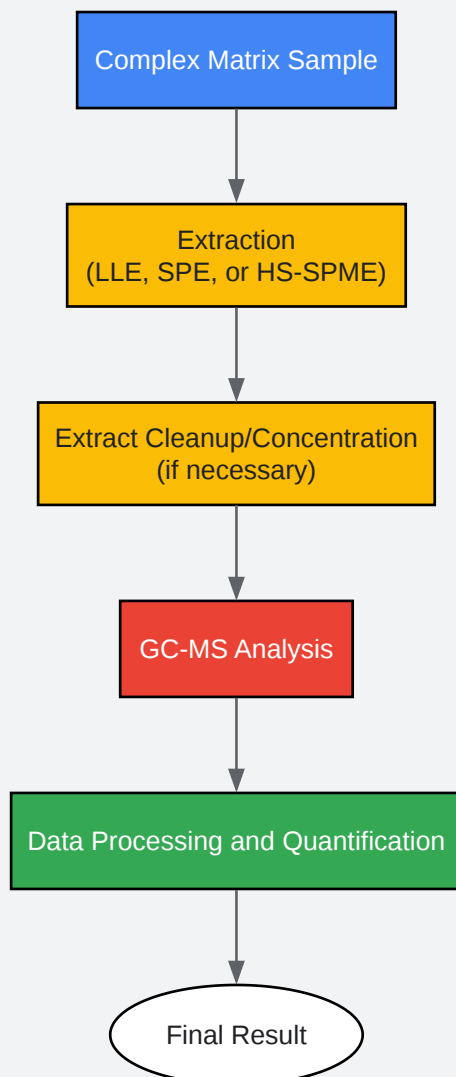 Complex Matrix Sample
Extraction
(LLE, SPE, or HS-SPME)
Extract Cleanup/Concentration
(if necessary)
GC-MS Analysis
Data Processing and Quantification
Final Result